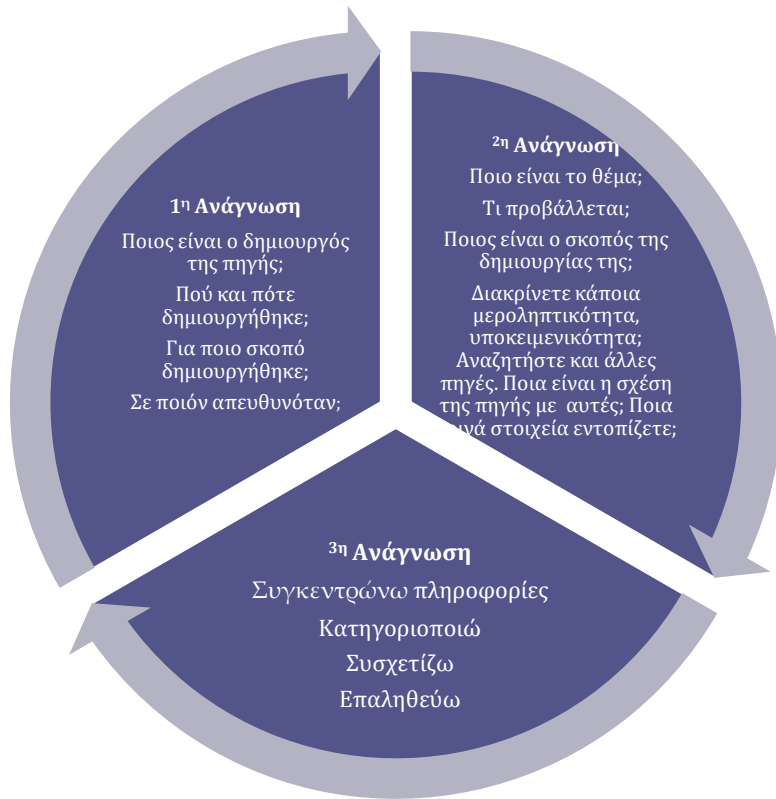 1η Ανάγνωση
Ποιος είναι ο δημιουργός
της πηγής;
Πού και πότε
δημιουργήθηκε;
Για ποιο σκοπό
δημιουργήθηκε;
Σε ποιόν απευθυνόταν;
2η Ανάγνωση
Ποιο είναι το θέμα;
Τι προβάλλεται;
Ποιος είναι ο σκοπός της
δημιουργίας της;
Διακρίνετε κάποια
μεροληπτικότητα,
υποκειμενικότητα;
Αναζητήστε και άλλες
πηγές. Ποια είναι η σχέση
της πηγής με αυτές; Ποια
κοινά στοιχεία εντοπίζετε;
3η Ανάγνωση
Συγκεντρώνω πληροφορίες
Κατηγοριοποιώ
Συσχετίζω
Επαληθεύω